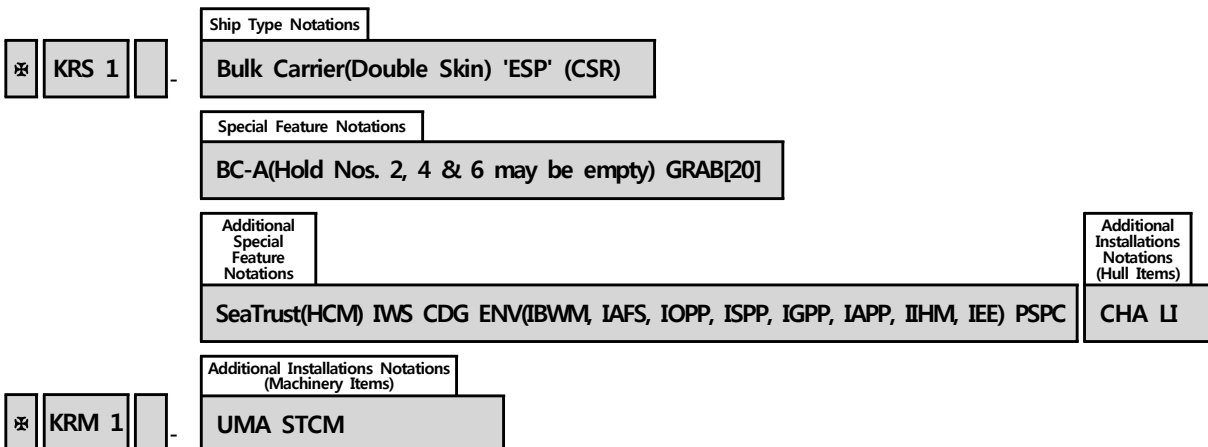 Ship Type Notations
✠ KRS 1 - Bulk Carrier(Double Skin) 'ESP' (CSR)
Special Feature Notations
BC-A(Hold Nos. 2, 4 & 6 may be empty) GRAB[20]
Additional
Special
Feature
Notations
Additional
Installations
Notations
(Hull Items)
SeaTrust(HCM) IWS CDG ENV(IBWM, IAFS, IOPP, ISPP, IGPP, IAPP, IIHM, IEE) PSPC CHA LI
Additional Installations Notations
(Machinery Items)
✠ KRM 1 - UMA STCM